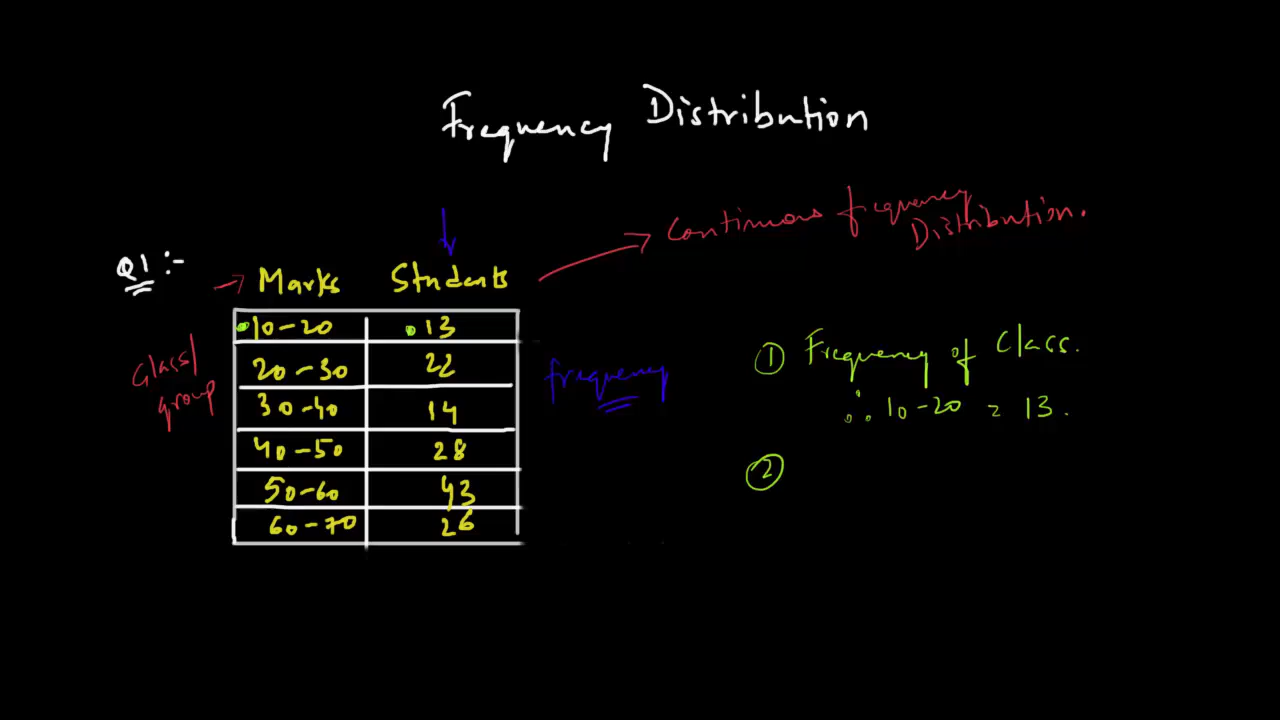 Frequency Distribution
Continuous frequency
Distribution.
Q1 :-
Marks Students
10-20 13
20-30 22
30-40 14
40-50 28
50-60 43
60-70 26
Class/
group
frequency
① Frequency of Class.
∴ 10-20 = 13.
②